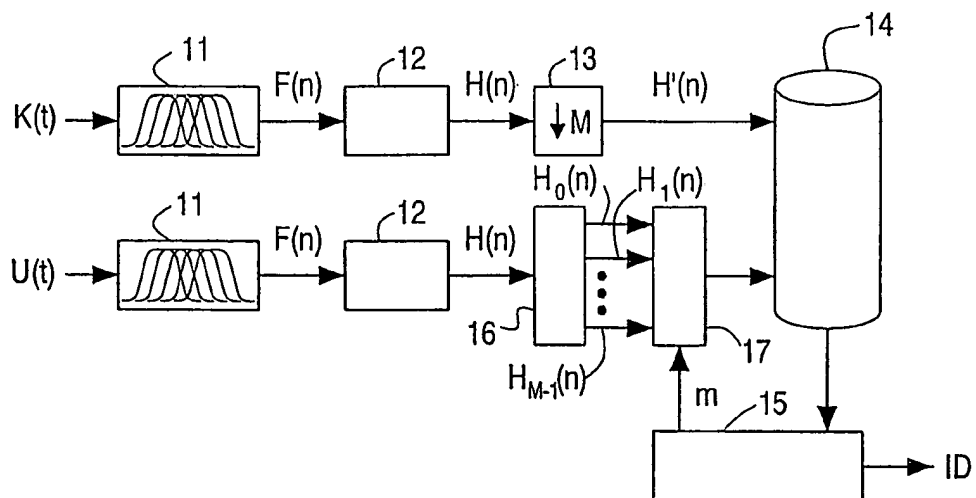 11 12 13 14
K(t) F(n) H(n) ↓ M H'(n)
H₀(n) H₁(n)
11 12
U(t) F(n) H(n)
16 17
H_{M-1}(n) m
15
ID